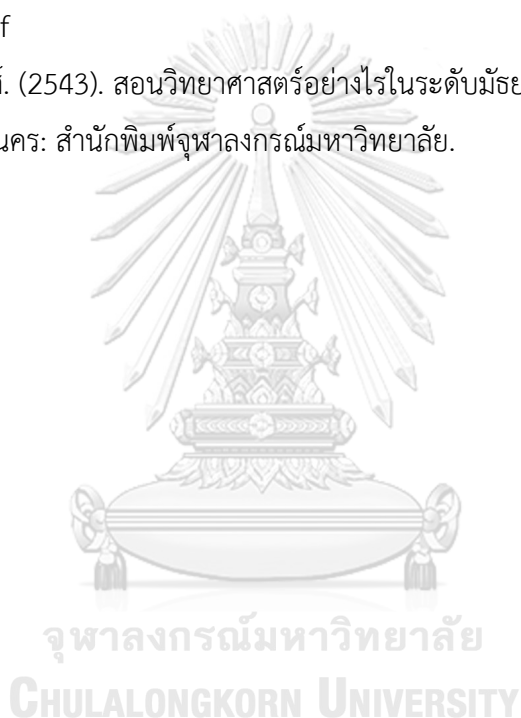 f
์. (2543). สอนวิทยาศาสตร์อย่างไรในระดับมัธย
นคร: สำนักพิมพ์จุฬาลงกรณ์มหาวิทยาลัย.
จุฬาลงกรณ์มหาวิทยาลัย
CHULALONGKORN UNIVERSITY